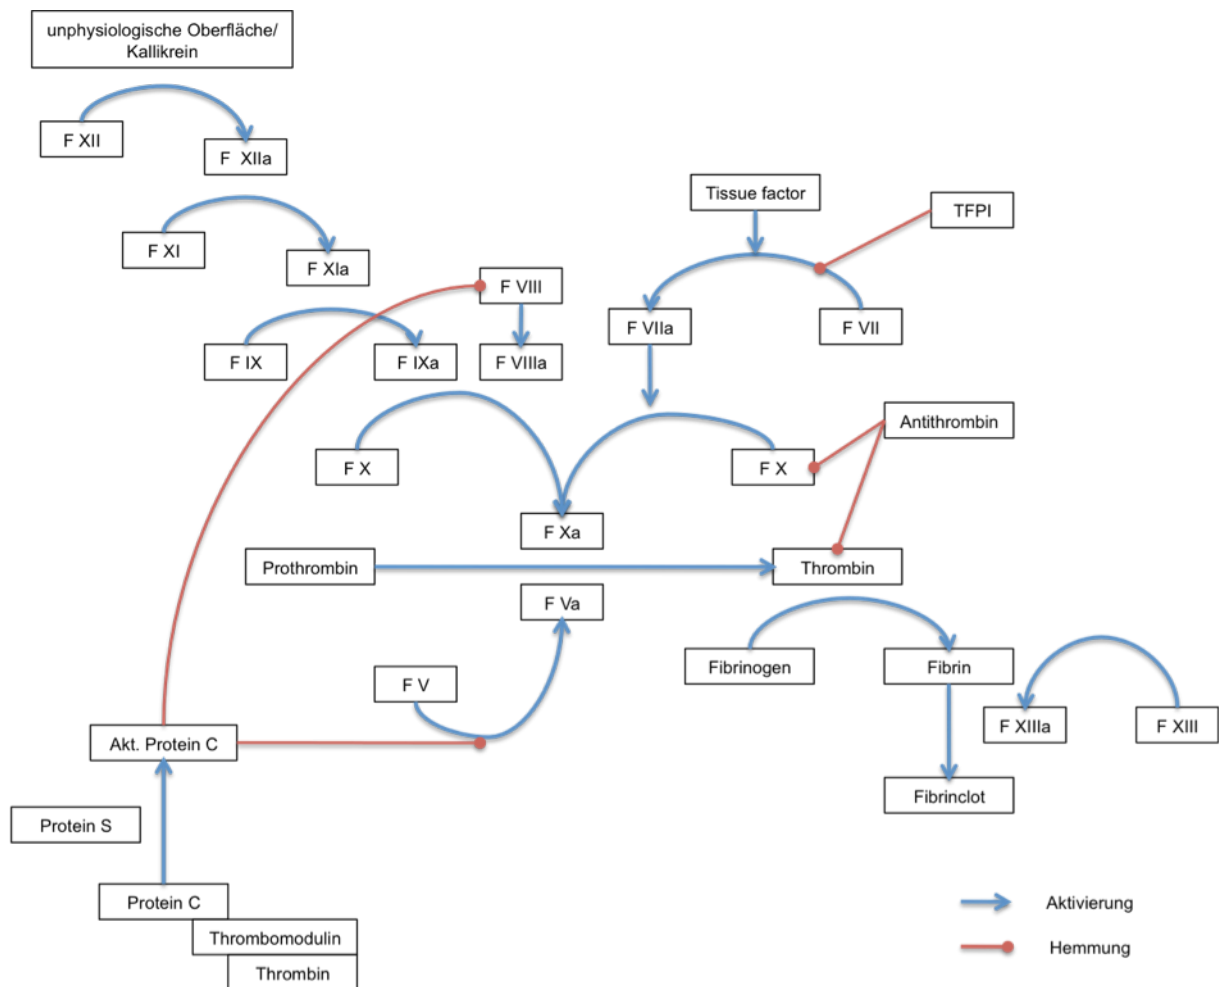 unphysiologische Oberfläche/
Kallikrein
F XII
F XIIa
Tissue factor
TFPI
F XI
F XIa
F VIII
F VIIa
F VII
F IX
F IXa
F VIIIa
Antithrombin
F X
F X
F Xa
Prothrombin
Thrombin
F Va
Fibrinogen
Fibrin
F V
F XIIIa
F XIII
Akt. Protein C
Fibrinclot
Protein S
Protein C
Aktivierung
Thrombomodulin
Hemmung
Thrombin